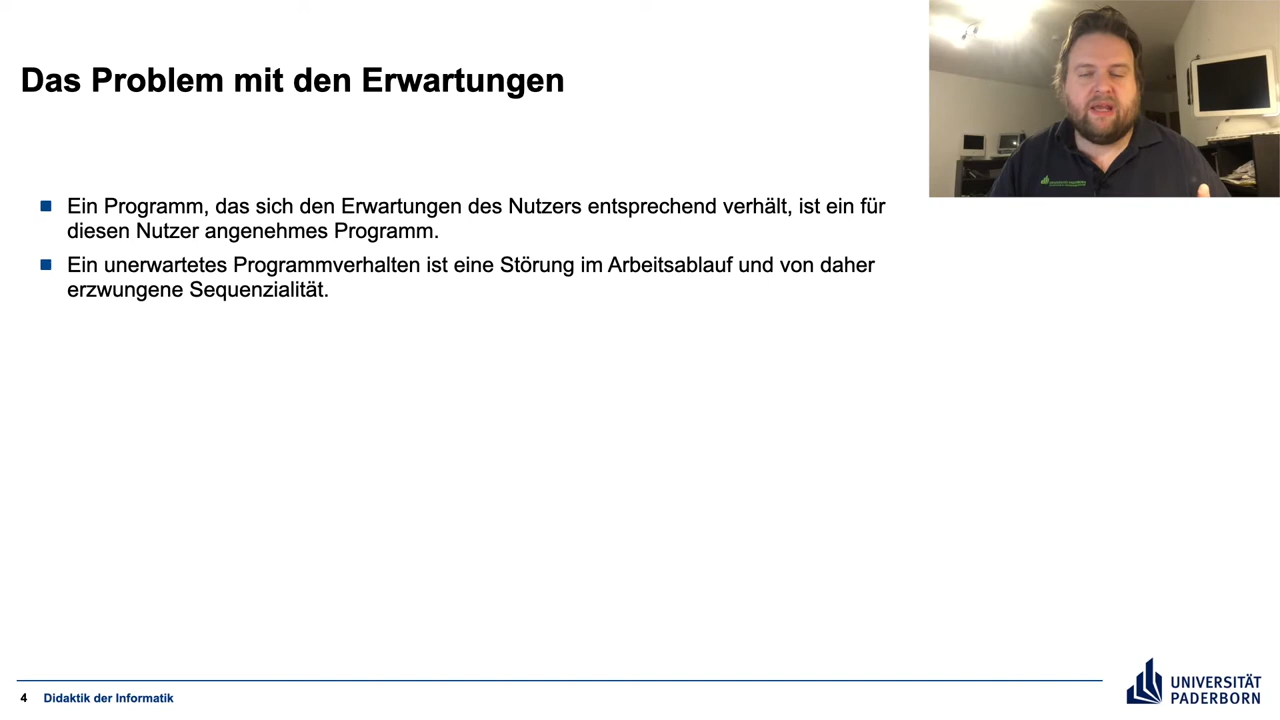 Das Problem mit den Erwartungen
Ein Programm, das sich den Erwartungen des Nutzers entsprechend verhält, ist ein für
diesen Nutzer angenehmes Programm.
Ein unerwartetes Programmverhalten ist eine Störung im Arbeitsablauf und von daher
erzwungene Sequenzialität.
4 Didaktik der Informatik
UNIVERSITÄT
PADERBORN